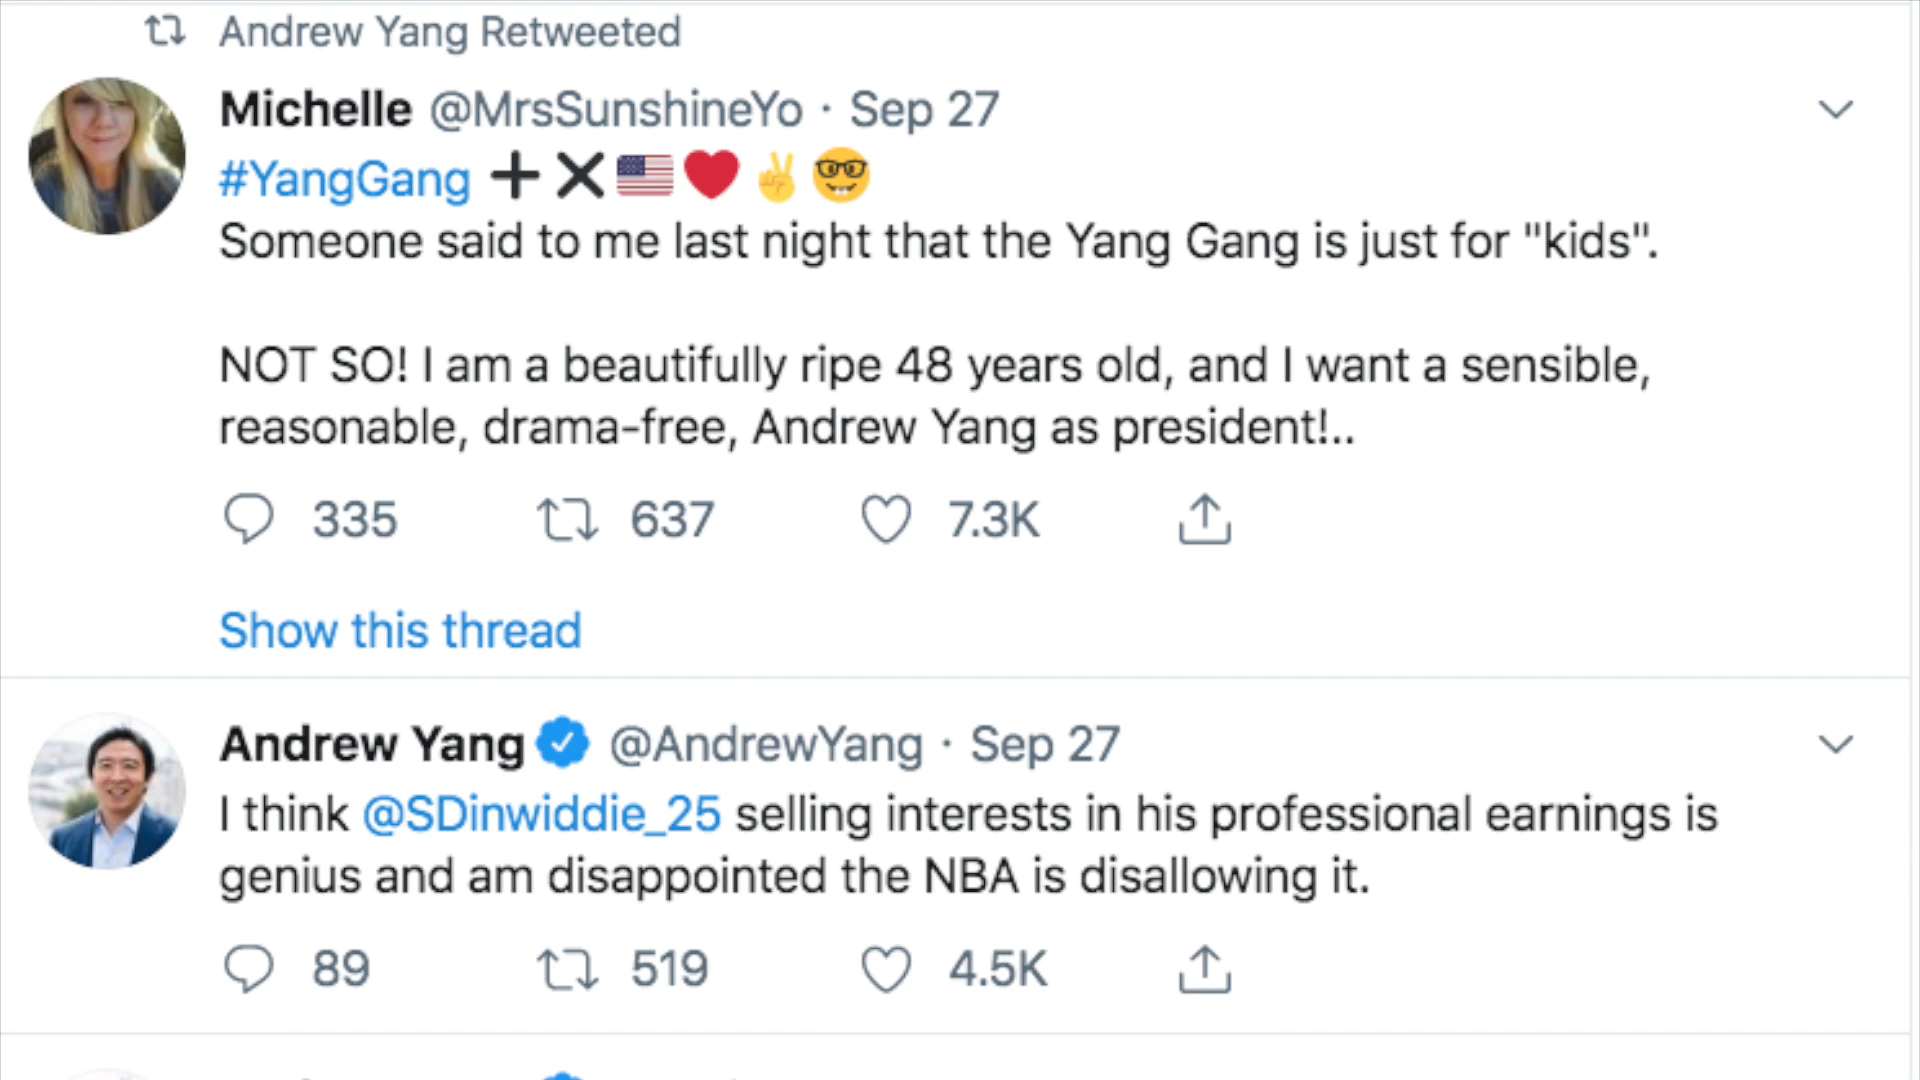 Andrew Yang Retweeted
Michelle @MrsSunshineYo · Sep 27
#YangGang ➕✖️🇺🇸❤️✌️🤓
Someone said to me last night that the Yang Gang is just for "kids".
NOT SO! I am a beautifully ripe 48 years old, and I want a sensible,
reasonable, drama-free, Andrew Yang as president!..
335 637 7.3K
Show this thread
Andrew Yang @AndrewYang · Sep 27
I think @SDinwiddie_25 selling interests in his professional earnings is
genius and am disappointed the NBA is disallowing it.
89 519 4.5K